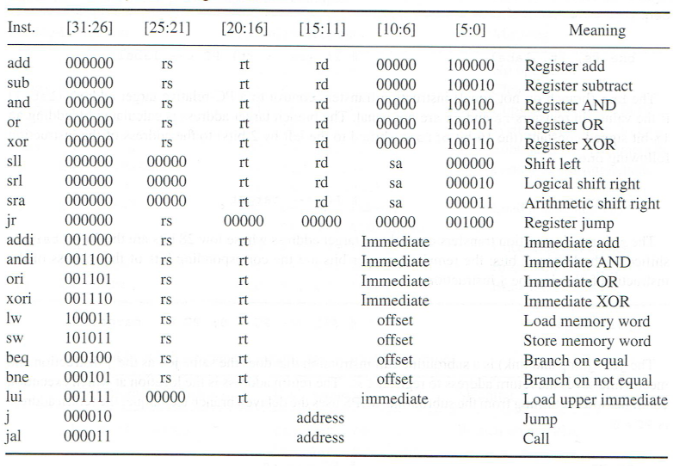 Inst. [31:26] [25:21] [20:16] [15:11] [10:6] [5:0] Meaning
add 000000 rs rt rd 00000 100000 Register add
sub 000000 rs rt rd 00000 100010 Register subtract
and 000000 rs rt rd 00000 100100 Register AND
or 000000 rs rt rd 00000 100101 Register OR
xor 000000 rs rt rd 00000 100110 Register XOR
sll 000000 00000 rt rd sa 000000 Shift left
srl 000000 00000 rt rd sa 000010 Logical shift right
sra 000000 00000 rt rd sa 000011 Arithmetic shift right
jr 000000 rs 00000 00000 00000 001000 Register jump
addi 001000 rs rt Immediate Immediate add
andi 001100 rs rt Immediate Immediate AND
ori 001101 rs rt Immediate Immediate OR
xori 001110 rs rt Immediate Immediate XOR
lw 100011 rs rt offset Load memory word
sw 101011 rs rt offset Store memory word
beq 000100 rs rt offset Branch on equal
bne 000101 rs rt offset Branch on not equal
lui 001111 00000 rt immediate Load upper immediate
j 000010 address Jump
jal 000011 address Call